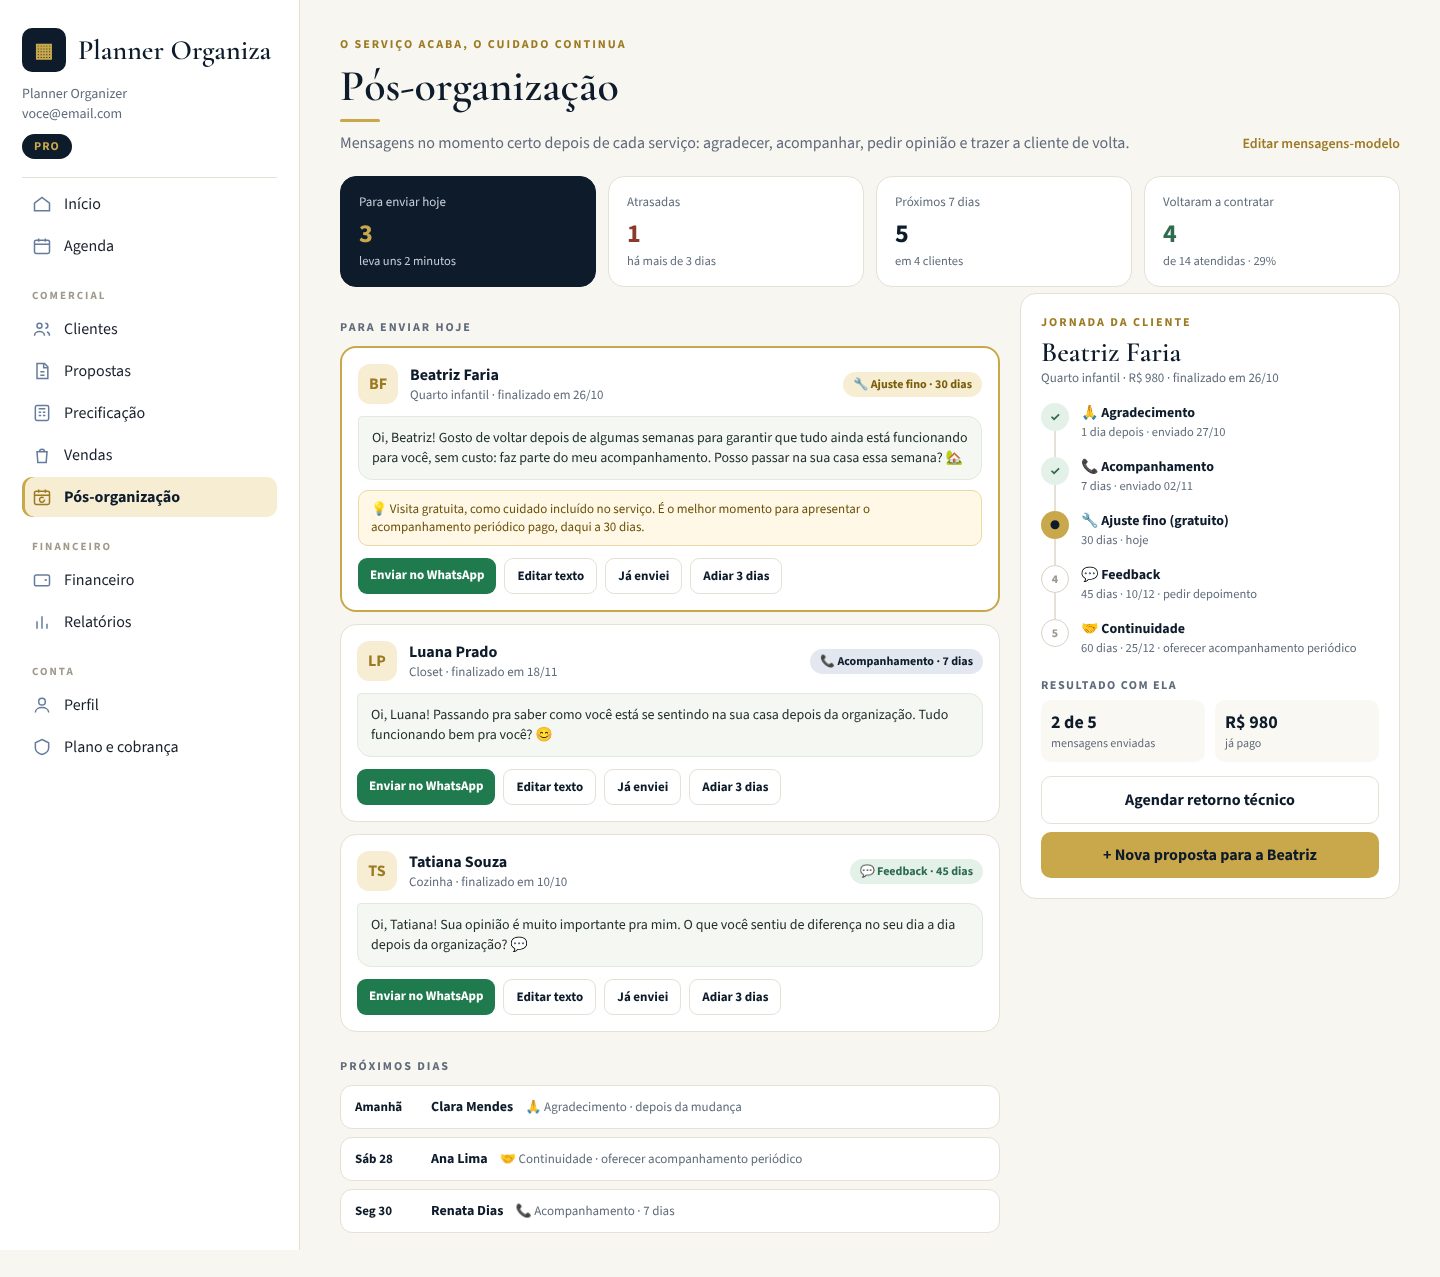 Planner Organiza
Planner Organizer
voce@email.com
PRO
Início
Agenda
COMERCIAL
Clientes
Propostas
Precificação
Vendas
Pós-organização
FINANCEIRO
Financeiro
Relatórios
CONTA
Perfil
Plano e cobrança
O SERVIÇO ACABA, O CUIDADO CONTINUA
Pós-organização
Mensagens no momento certo depois de cada serviço: agradecer, acompanhar, pedir opinião e trazer a cliente de volta.
Editar mensagens-modelo
Para enviar hoje
3
leva uns 2 minutos
Atrasadas
1
há mais de 3 dias
Próximos 7 dias
5
em 4 clientes
Voltaram a contratar
4
de 14 atendidas · 29%
PARA ENVIAR HOJE
BF
Beatriz Faria
Quarto infantil · finalizado em 26/10
🔧 Ajuste fino · 30 dias
Oi, Beatriz! Gosto de voltar depois de algumas semanas para garantir que tudo ainda está funcionando
para você, sem custo: faz parte do meu acompanhamento. Posso passar na sua casa essa semana? 🏡
💡 Visita gratuita, como cuidado incluído no serviço. É o melhor momento para apresentar o
acompanhamento periódico pago, daqui a 30 dias.
Enviar no WhatsApp
Editar texto
Já enviei
Adiar 3 dias
LP
Luana Prado
Closet · finalizado em 18/11
📞 Acompanhamento · 7 dias
Oi, Luana! Passando pra saber como você está se sentindo na sua casa depois da organização. Tudo
funcionando bem pra você? 😊
Enviar no WhatsApp
Editar texto
Já enviei
Adiar 3 dias
TS
Tatiana Souza
Cozinha · finalizado em 10/10
💬 Feedback · 45 dias
Oi, Tatiana! Sua opinião é muito importante pra mim. O que você sentiu de diferença no seu dia a dia
depois da organização? 💬
Enviar no WhatsApp
Editar texto
Já enviei
Adiar 3 dias
PRÓXIMOS DIAS
Amanhã
Clara Mendes
🙏 Agradecimento · depois da mudança
Sáb 28
Ana Lima
🤝 Continuidade · oferecer acompanhamento periódico
Seg 30
Renata Dias
📞 Acompanhamento · 7 dias
JORNADA DA CLIENTE
Beatriz Faria
Quarto infantil · R$ 980 · finalizado em 26/10
🙏 Agradecimento
1 dia depois · enviado 27/10
📞 Acompanhamento
7 dias · enviado 02/11
🔧 Ajuste fino (gratuito)
30 dias · hoje
4
💬 Feedback
45 dias · 10/12 · pedir depoimento
5
🤝 Continuidade
60 dias · 25/12 · oferecer acompanhamento periódico
RESULTADO COM ELA
2 de 5
mensagens enviadas
R$ 980
já pago
Agendar retorno técnico
+ Nova proposta para a Beatriz